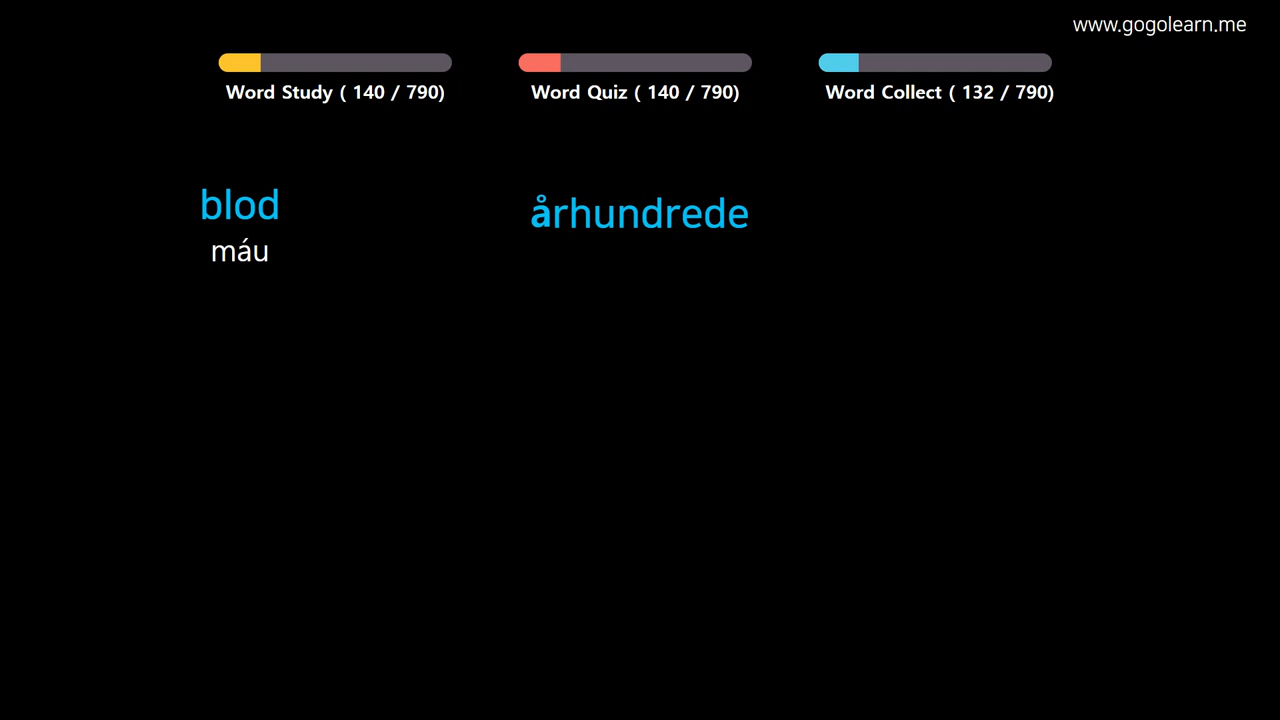 www.gogolearn.me
Word Study ( 140 / 790)
Word Quiz ( 140 / 790)
Word Collect ( 132 / 790)
blod
århundrede
máu